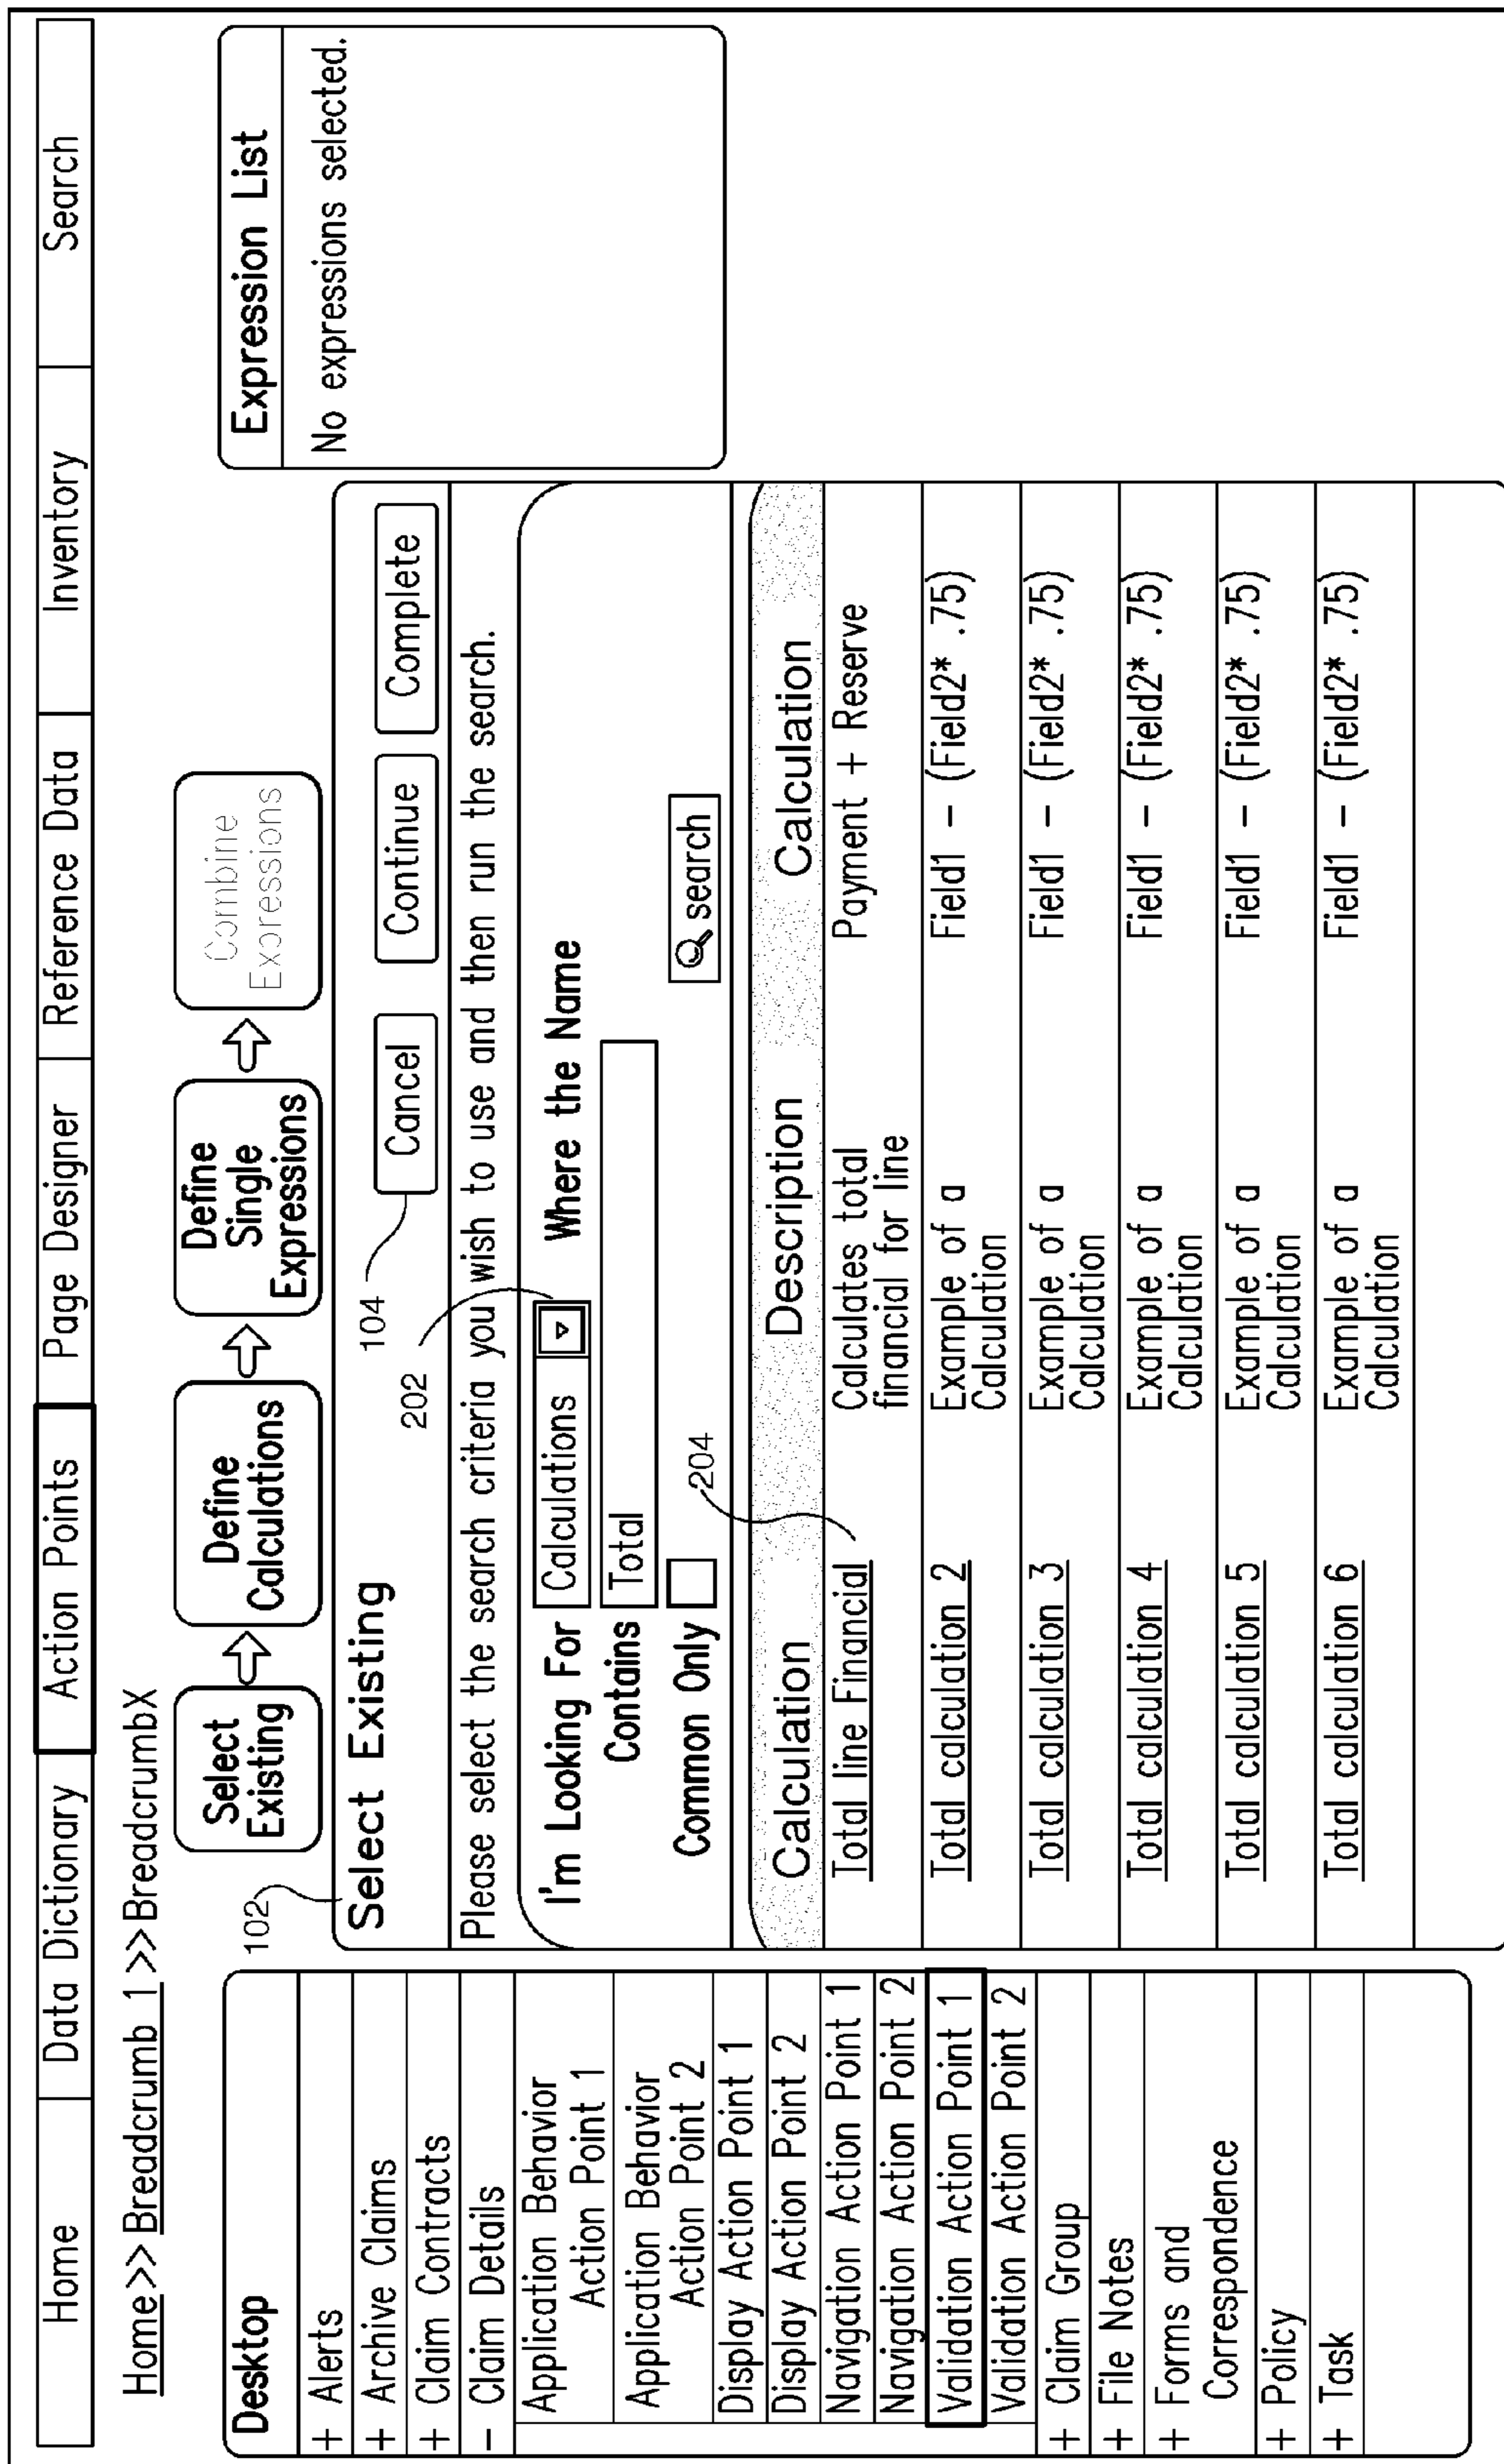 Home
Data Dictionary
Action Points
Page Designer
Reference Data
Inventory
Search
Home>> Breadcrumb 1 >>BreadcrumbX
Desktop
+ Alerts
+ Archive Claims
+ Claim Contracts
- Claim Details
Application Behavior
Action Point 1
Application Behavior
Action Point 2
Display Action Point 1
Display Action Point 2
Navigation Action Point 1
Navigation Action Point 2
Validation Action Point 1
Validation Action Point 2
+ Claim Group
+ File Notes
+ Forms and
Correspondence
+ Policy
+ Task
Select
Existing
Define
Calculations
Define
Single
Expressions
Combine
Expressions
102
Select Existing
104
Cancel
Continue
Complete
202
Please select the search criteria you wish to use and then run the search.
I'm Looking For
Calculations
Where the Name
Contains
Total
Common Only
search
204
Calculation
Description
Calculation
Total line Financial
Calculates total
financial for line
Payment + Reserve
Total calculation 2
Example of a
Calculation
Field1 – (Field2* .75)
Total calculation 3
Example of a
Calculation
Field1 – (Field2* .75)
Total calculation 4
Example of a
Calculation
Field1 – (Field2* .75)
Total calculation 5
Example of a
Calculation
Field1 – (Field2* .75)
Total calculation 6
Example of a
Calculation
Field1 – (Field2* .75)
Expression List
No expressions selected.